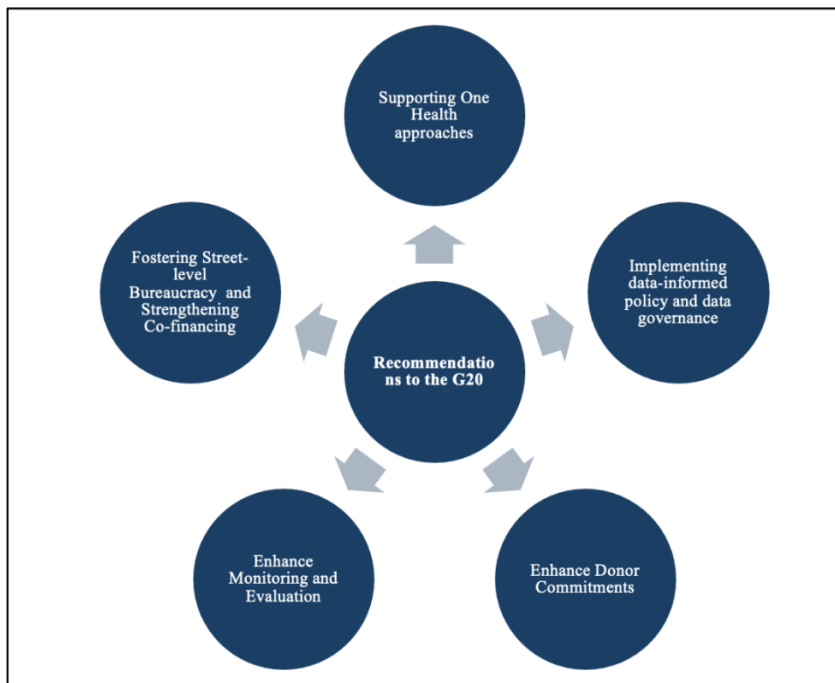 Supporting One
Health
approaches
Fostering Street-
level
Bureaucracy and
Strengthening
Co-financing
Implementing
data-informed
policy and data
governance
Recommendatio
ns to the G20
Enhance
Monitoring and
Evaluation
Enhance Donor
Commitments